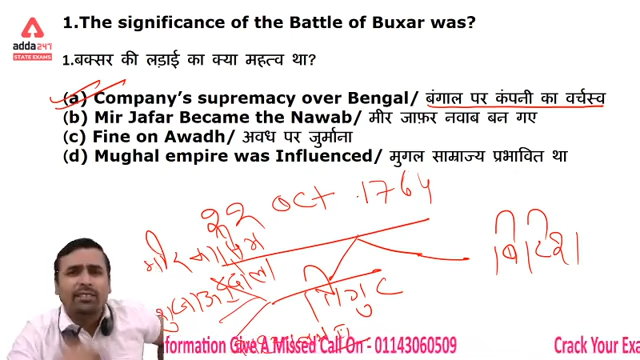 adda247
STATE EXAMS
1.The significance of the Battle of Buxar was?
1.बक्सर की लड़ाई का क्या महत्व था?
(a) Company's supremacy over Bengal/ बंगाल पर कंपनी का वर्चस्व
(b) Mir Jafar Became the Nawab/ मीर जाफ़र नवाब बन गए
(c) Fine on Awadh/ अवध पर जुर्माना
(d) Mughal empire was Influenced/ मुगल साम्राज्य प्रभावित था
22 Oct 1764
मीर कासिम
ब्रिटिश
शुजाउद्दौला
त्रिगुट
Information Give A Missed Call On - 01143060509
Crack Your Exa